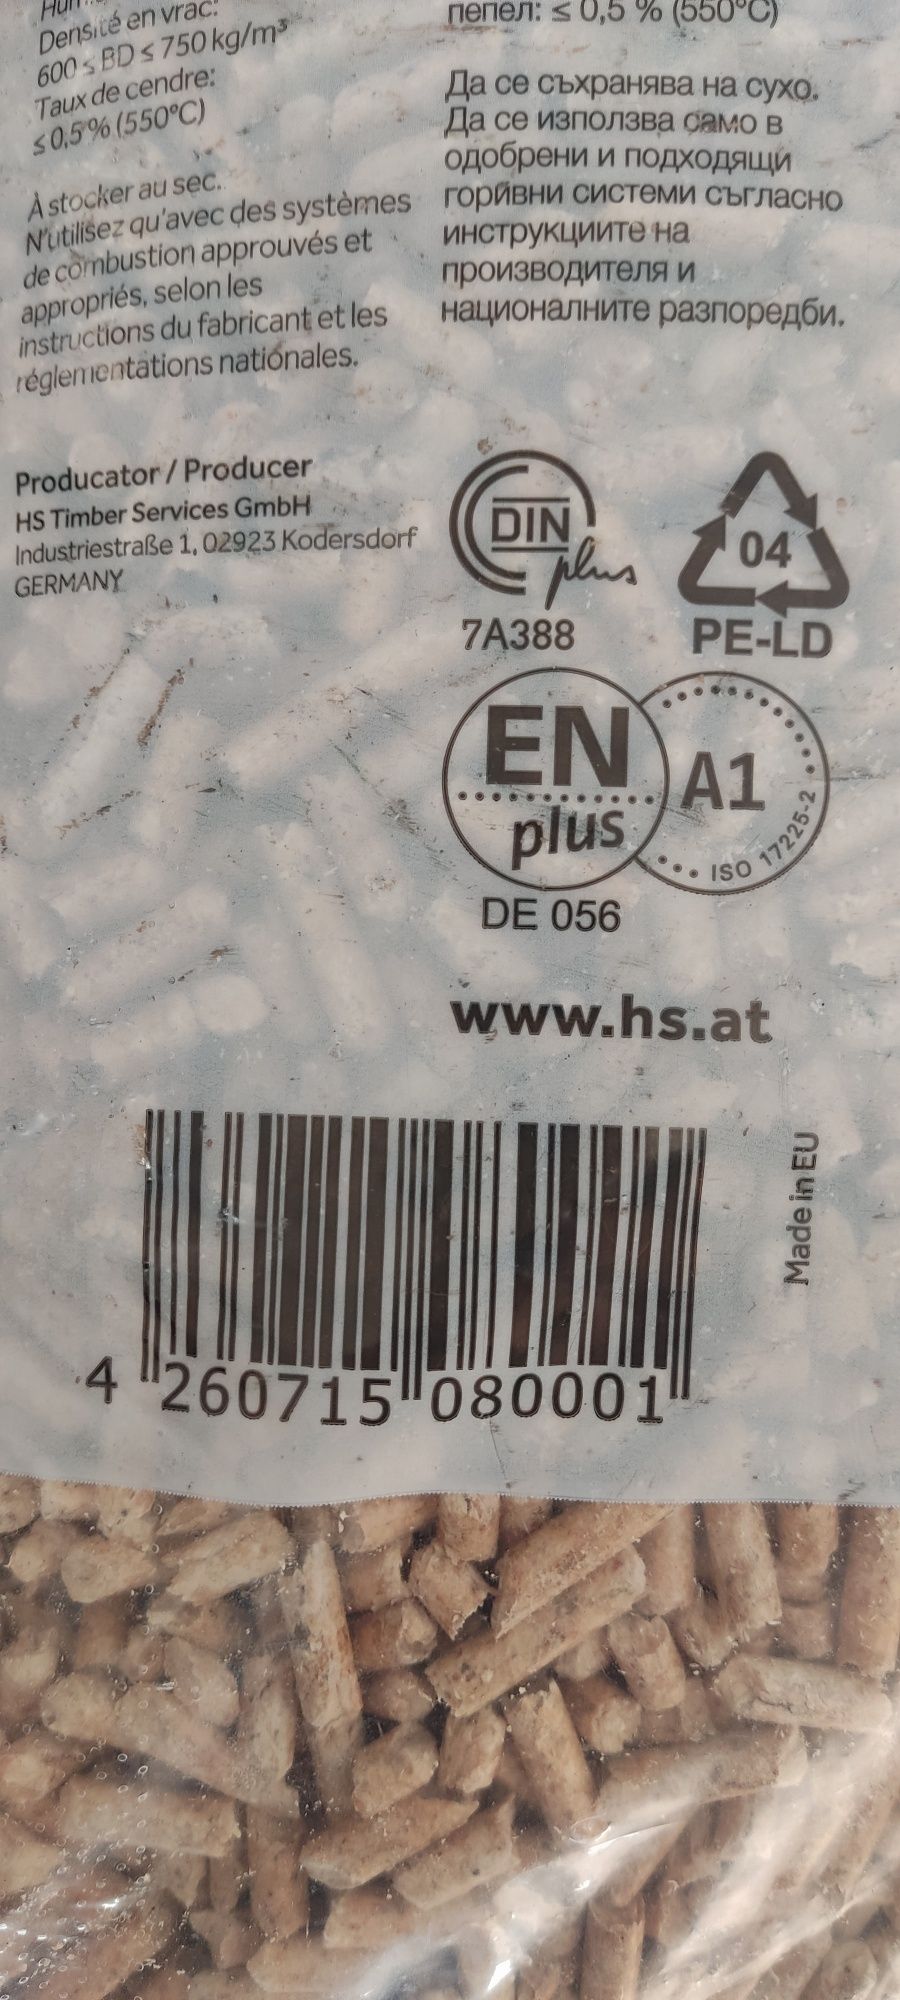 Densité en vrac:
600 ≤ BD ≤ 750 kg/m³
Taux de cendre:
≤ 0,5 % (550°C)
À stocker au sec.
N'utilisez qu'avec des systèmes
de combustion approuvés et
appropriés, selon les
instructions du fabricant et les
réglementations nationales.
пепел: ≤ 0,5 % (550°C)
Да се съхранява на сухо.
Да се използва само в
одобрени и подходящи
горивни системи съгласно
инструкциите на
производителя и
националните разпоредби.
Producator / Producer
HS Timber Services GmbH
Industriestraße 1, 02923 Kodersdorf
GERMANY
DIN
plus
7A388
04
PE-LD
EN
plus
A1
ISO 17225-2
DE 056
www.hs.at
Made in EU
4 260715 080001